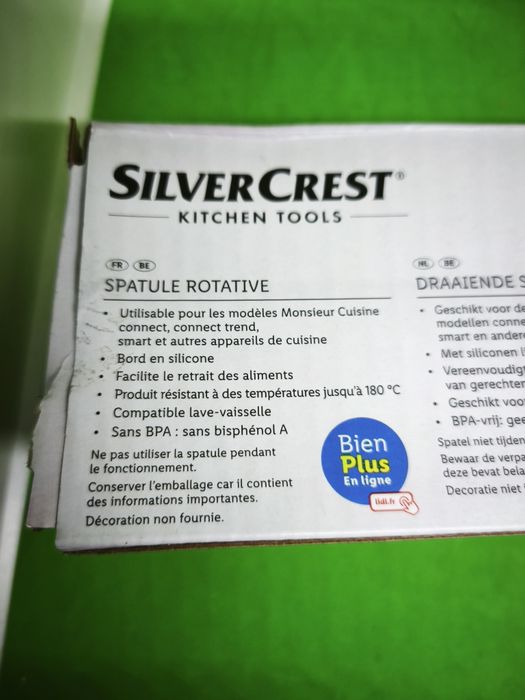 SILVERCREST®
KITCHEN TOOLS
FR BE
SPATULE ROTATIVE
• Utilisable pour les modèles Monsieur Cuisine
connect, connect trend,
smart et autres appareils de cuisine
• Bord en silicone
• Facilite le retrait des aliments
• Produit résistant à des températures jusqu'à 180 °C
• Compatible lave-vaisselle
• Sans BPA : sans bisphénol A
Ne pas utiliser la spatule pendant
le fonctionnement.
Conserver l'emballage car il contient
des informations importantes.
Décoration non fournie.
Bien
Plus
En ligne
lidl.fr
NL BE
DRAAIENDE S
• Geschikt voor de
modellen conne
smart en ander
• Met siliconen
• Vereenvoudigt
van gerechten
• Geschikt voo
• BPA-vrij: gee
Spatel niet tijden
Bewaar de verpa
deze bevat bela
Decoratie niet